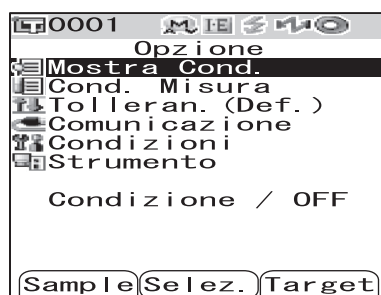 0001 M I·E
Opzione
Mostra Cond.
Cond. Misura
Tolleran.(Def.)
Comunicazione
Condizioni
Strumento
Condizione / OFF
Sample Selez. Target